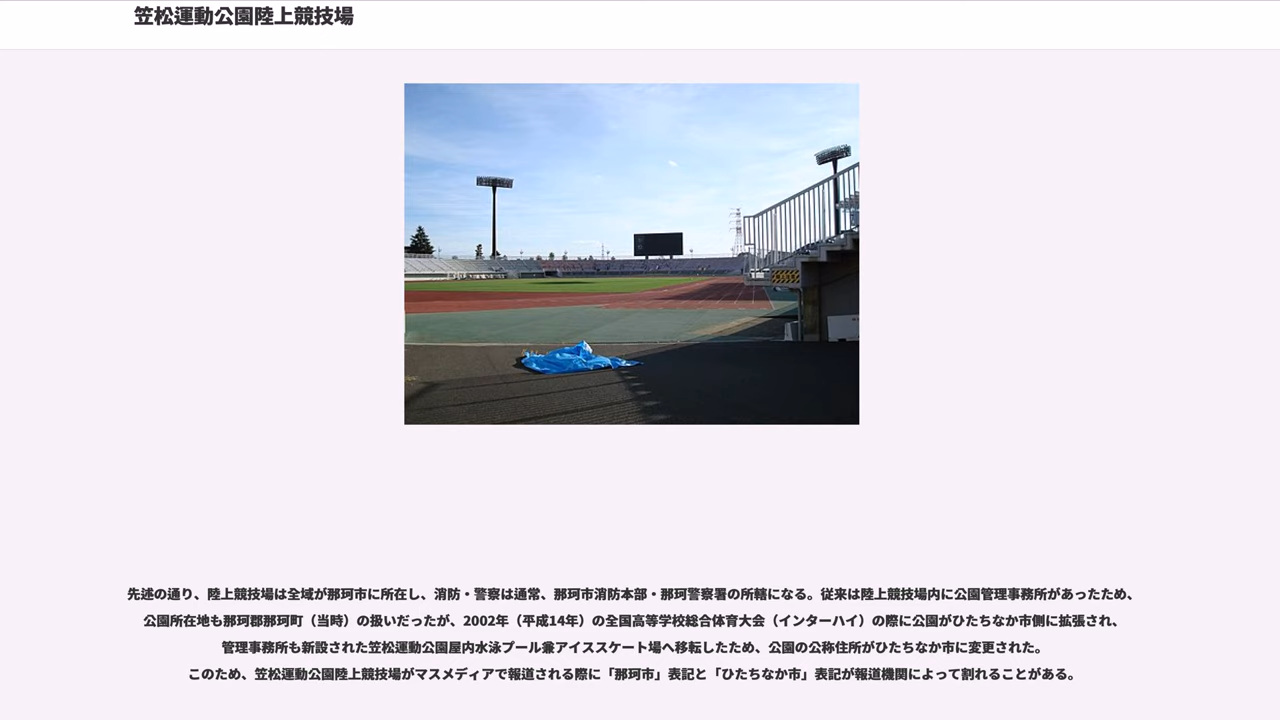 笠松運動公園陸上競技場
先述の通り、陸上競技場は全域が那珂市に所在し、消防・警察は通常、那珂市消防本部・那珂警察署の所轄になる。従来は陸上競技場内に公園管理事務所があったため、
公園所在地も那珂郡那珂町（当時）の扱いだったが、2002年（平成14年）の全国高等学校総合体育大会（インターハイ）の際に公園がひたちなか市側に拡張され、
管理事務所も新設された笠松運動公園屋内水泳プール兼アイススケート場へ移転したため、公園の公称住所がひたちなか市に変更された。
このため、笠松運動公園陸上競技場がマスメディアで報道される際に「那珂市」表記と「ひたちなか市」表記が報道機関によって割れることがある。